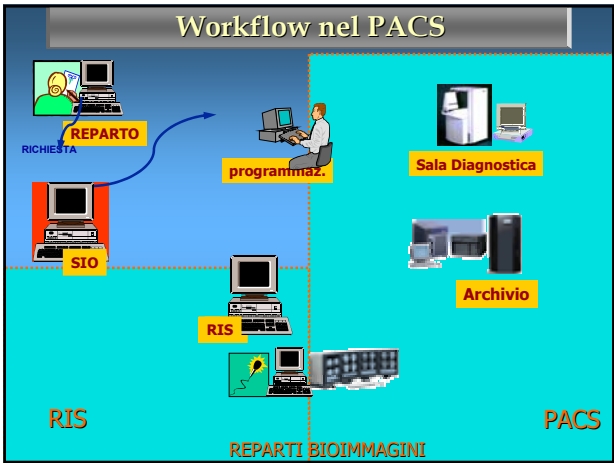 Workflow nel PACS
REPARTO
RICHIESTA
programmaz.
Sala Diagnostica
SIO
Archivio
RIS
RIS
PACS
REPARTI BIOIMMAGINI